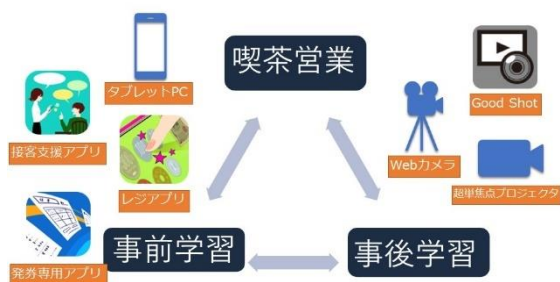 喫茶営業
タブレットPC
Good Shot
接客支援アプリ
レジアプリ
Webカメラ
超単焦点プロジェクタ
発券専用アプリ
事前学習
事後学習